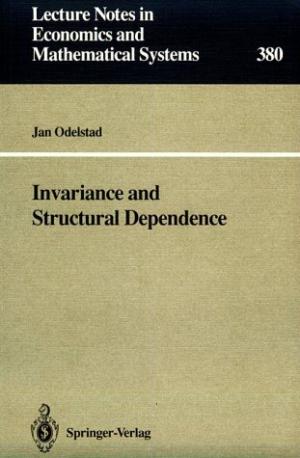 Lecture Notes in
Economics and
Mathematical Systems 380
Jan Odelstad
Invariance and
Structural Dependence
Springer-Verlag